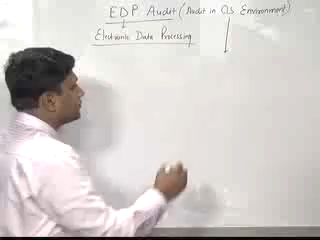 EDP Audit (Audit in CIS Environment)
Electronic Data Processing